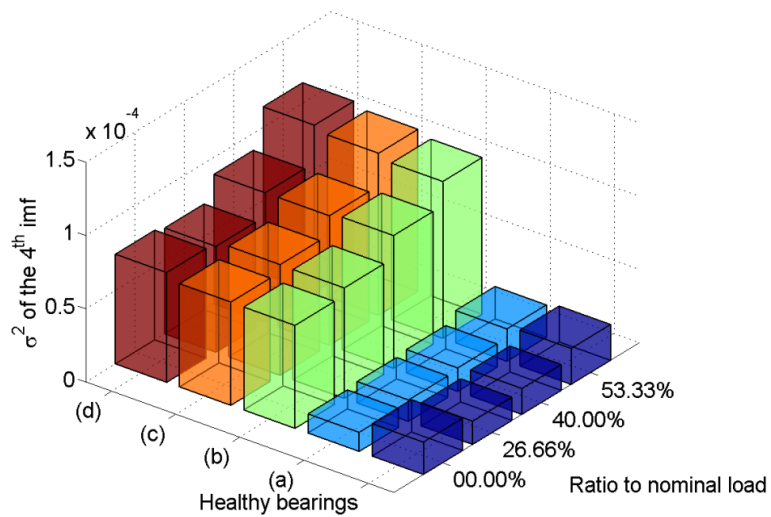 x 10⁻⁴
1.5
1
0.5
0
σ² of the 4ᵗʰ imf
(d)
(c)
(b)
(a)
Healthy bearings
53.33%
40.00%
26.66%
00.00%
Ratio to nominal load